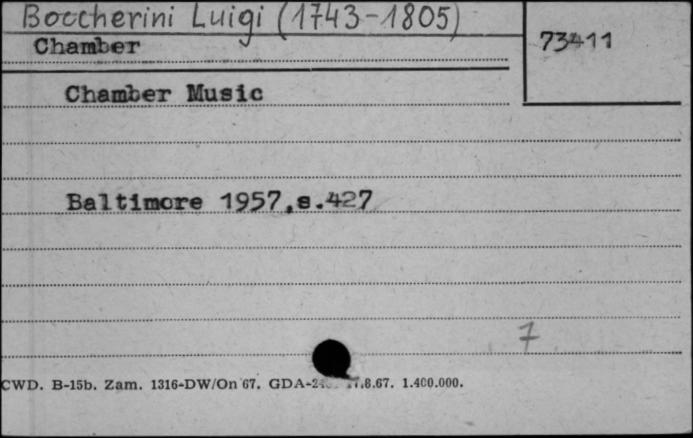 Boccherini Luigi (1743-1805)
73411
Chamber
Chamber Music
Baltimore 1957,s.427
7
CWD. B-15b. Zam. 1316-DW/On 67. GDA- .8.67. 1.400.000.